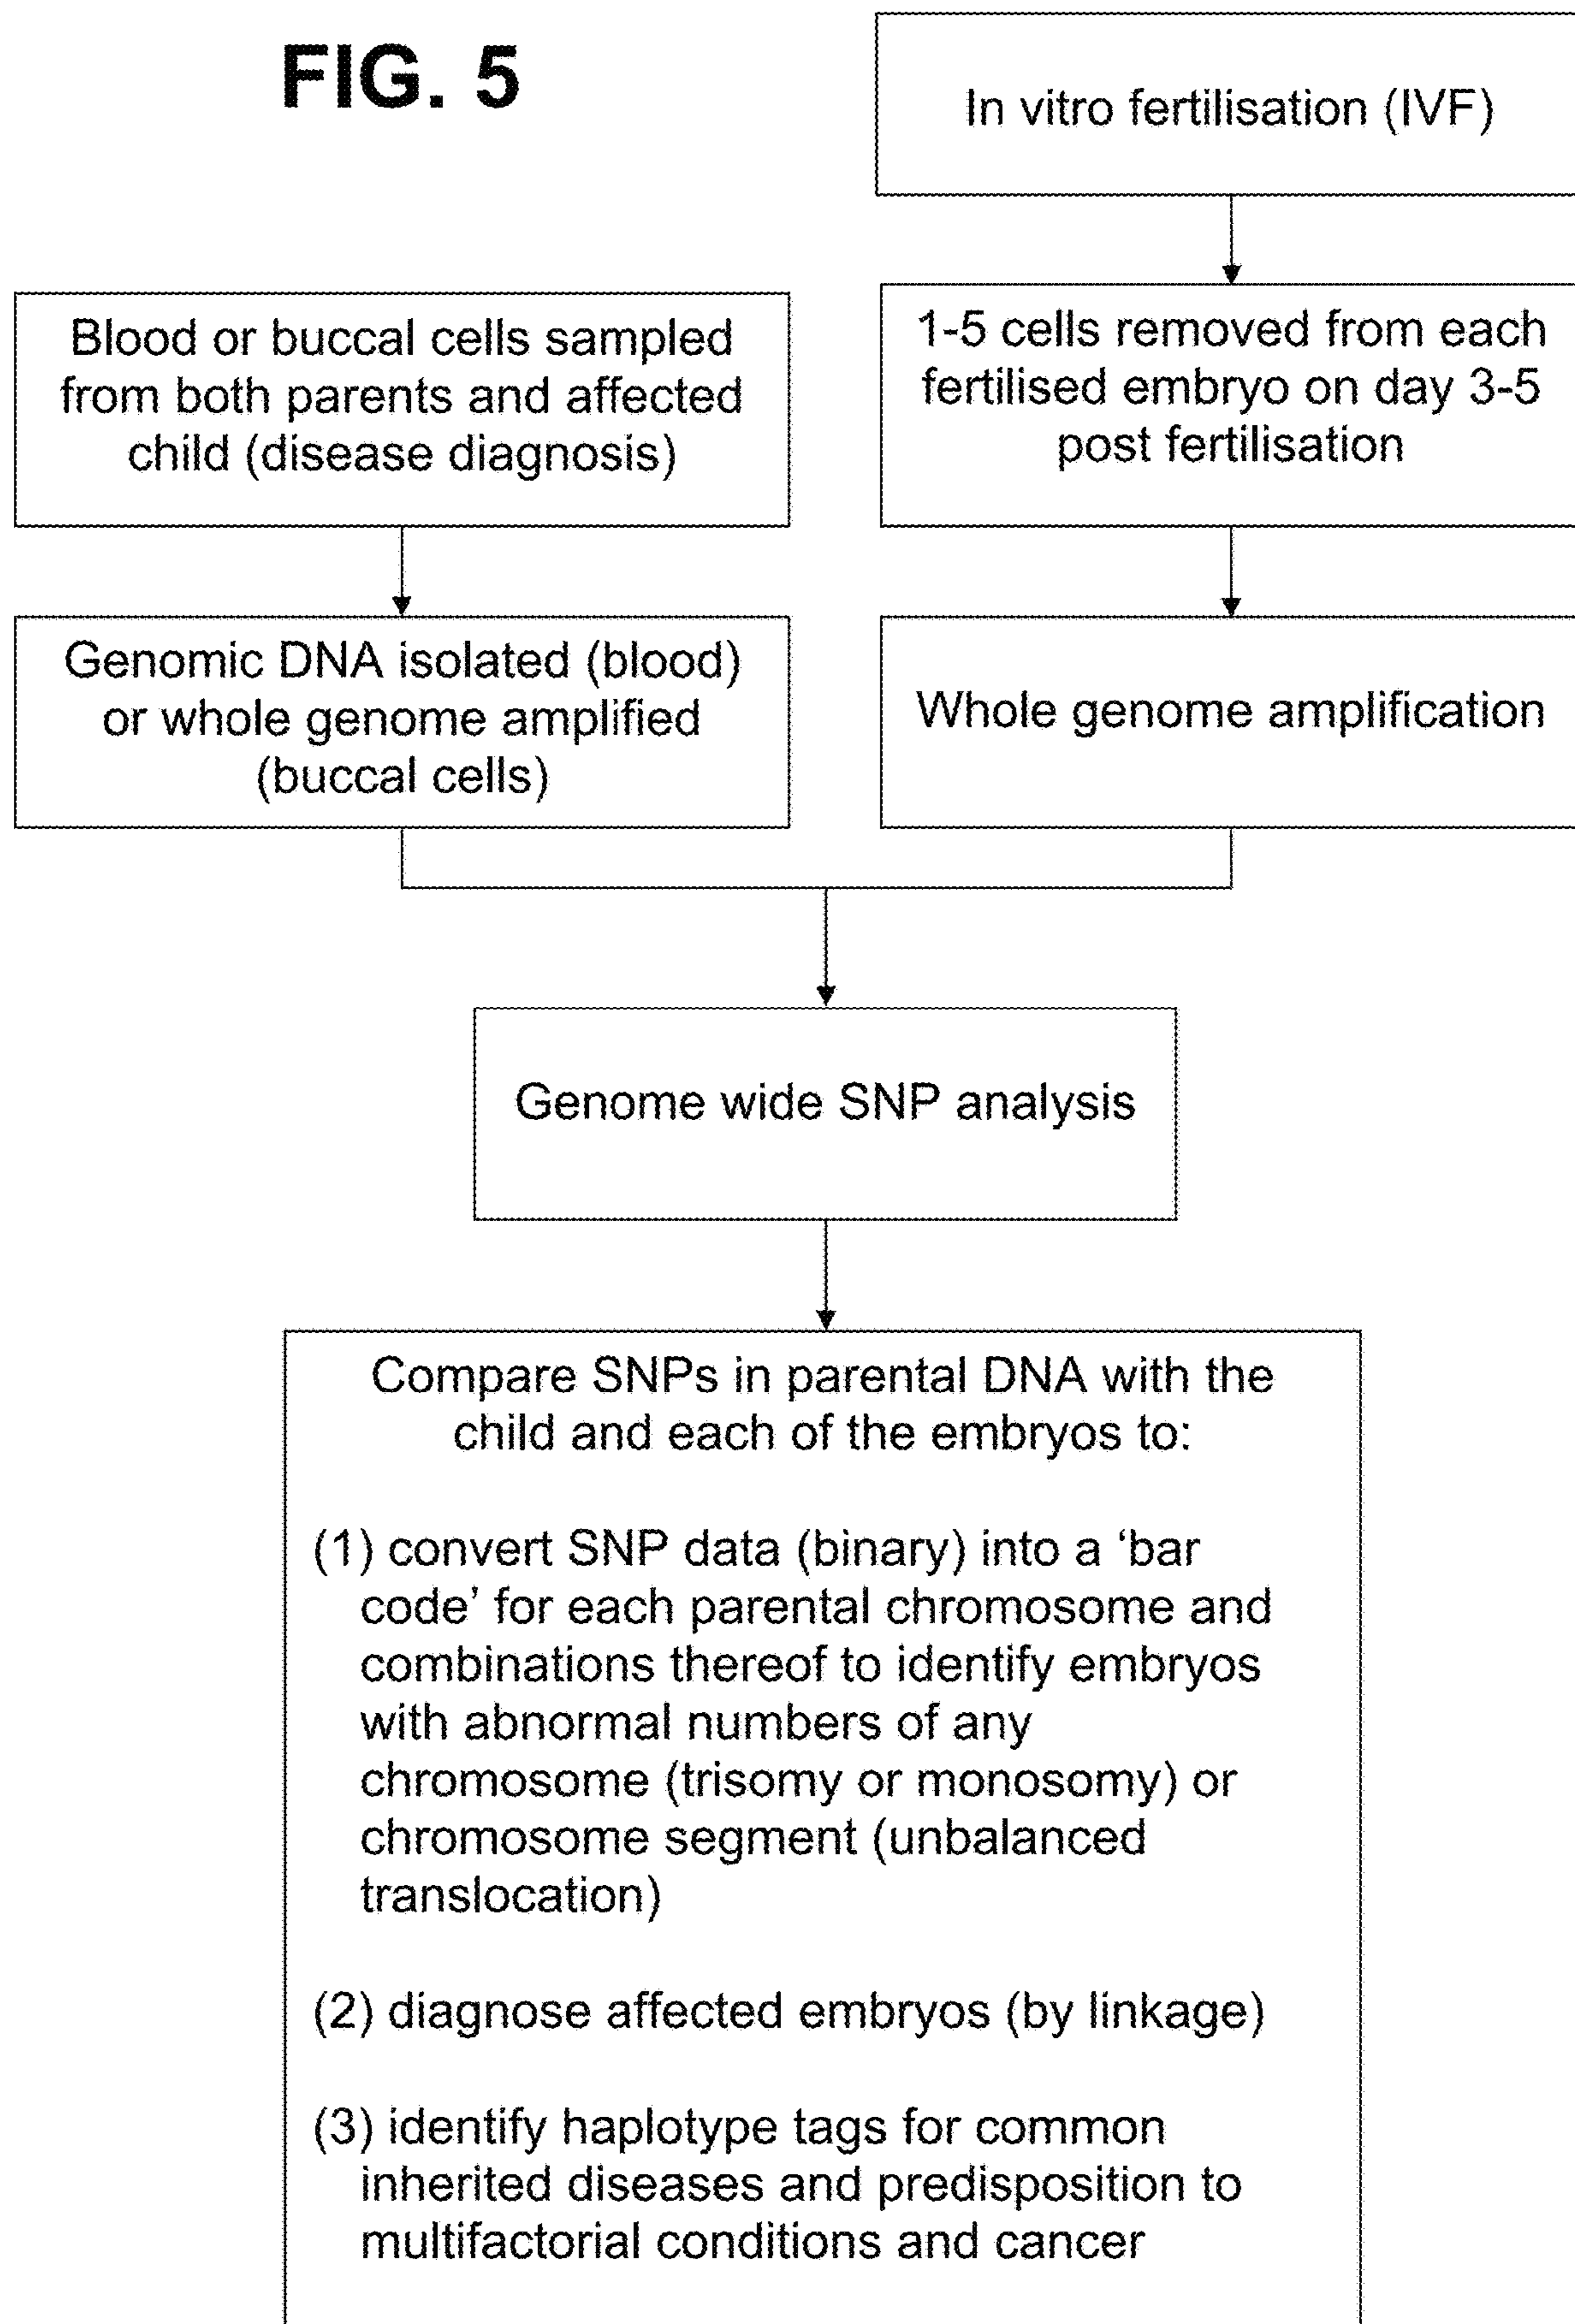 FIG. 5
In vitro fertilisation (IVF)
Blood or buccal cells sampled
from both parents and affected
child (disease diagnosis)
1-5 cells removed from each
fertilised embryo on day 3-5
post fertilisation
Genomic DNA isolated (blood)
or whole genome amplified
(buccal cells)
Whole genome amplification
Genome wide SNP analysis
Compare SNPs in parental DNA with the
child and each of the embryos to:
(1) convert SNP data (binary) into a ‘bar
code’ for each parental chromosome and
combinations thereof to identify embryos
with abnormal numbers of any
chromosome (trisomy or monosomy) or
chromosome segment (unbalanced
translocation)
(2) diagnose affected embryos (by linkage)
(3) identify haplotype tags for common
inherited diseases and predisposition to
multifactorial conditions and cancer